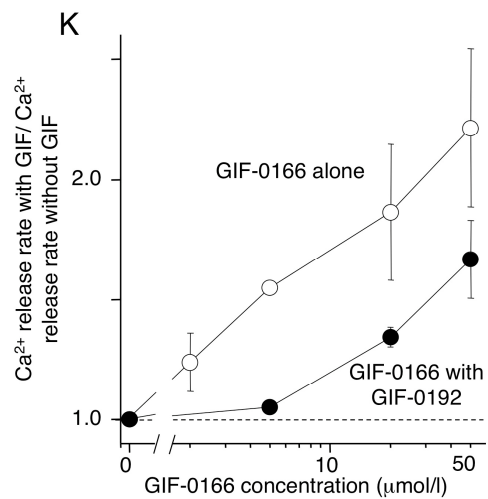 K
Ca²⁺ release rate with GIF/ Ca²⁺
release rate without GIF
2.0
1.0
GIF-0166 alone
GIF-0166 with
GIF-0192
0
10
50
GIF-0166 concentration (μmol/l)